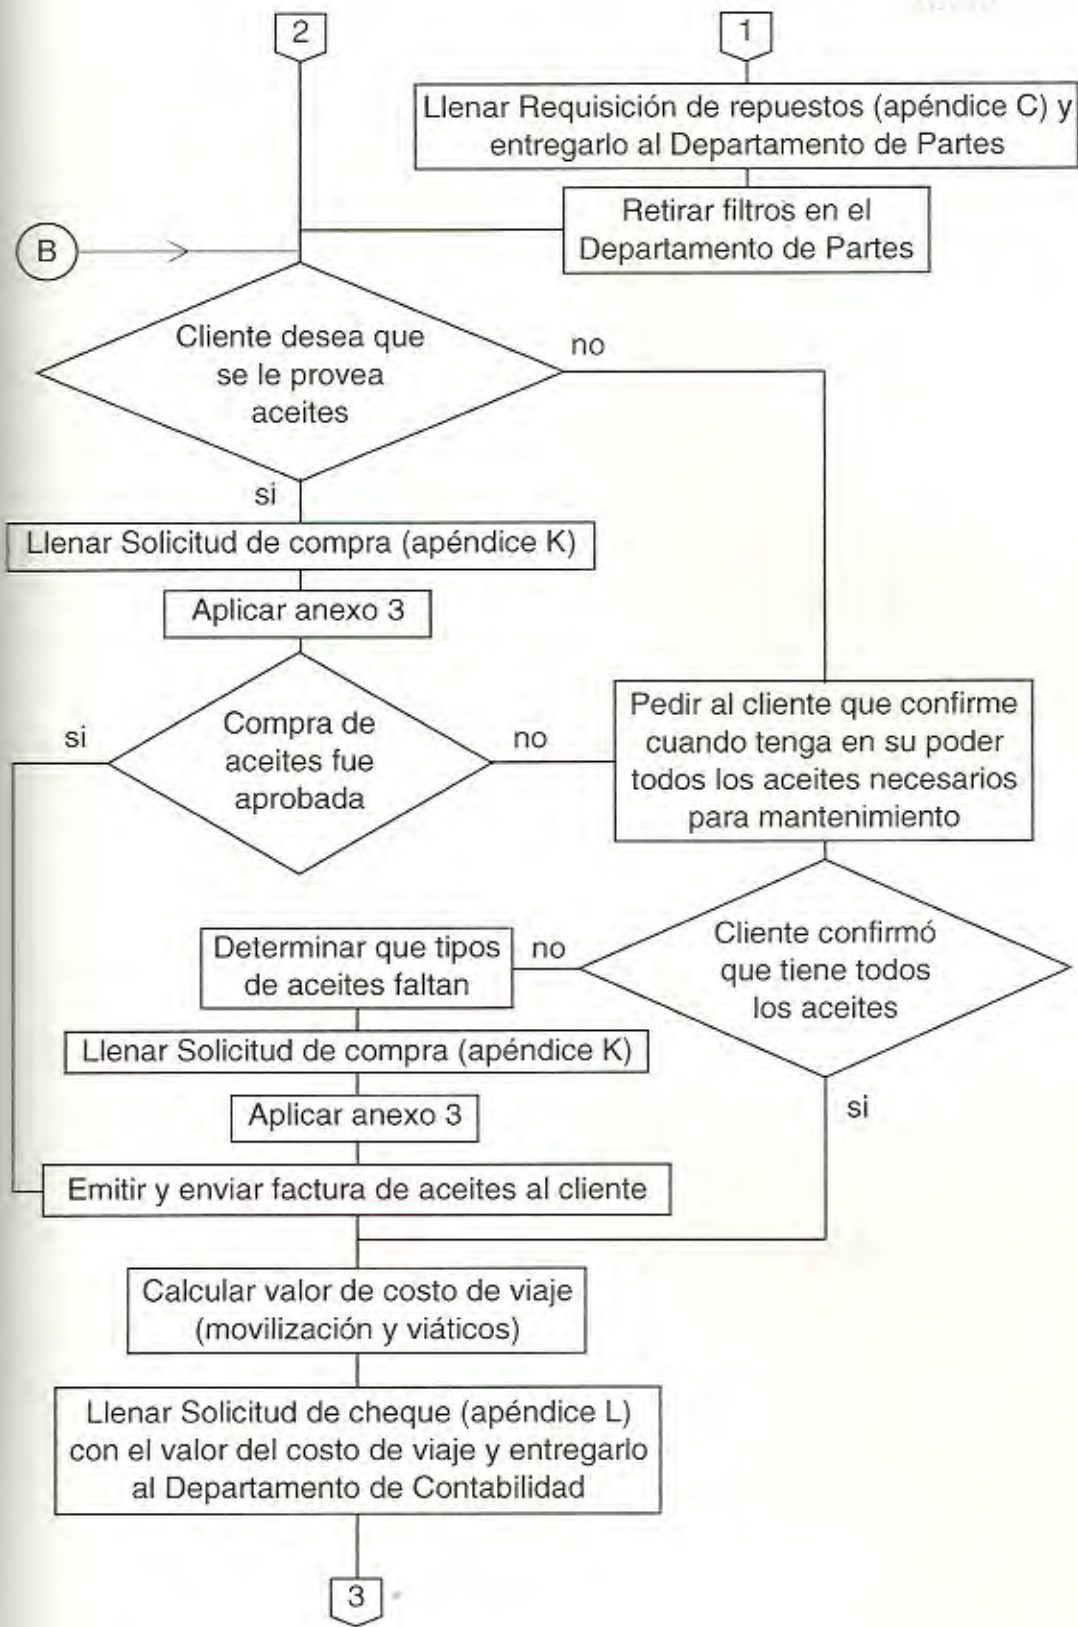 2
1
Llenar Requisición de repuestos (apéndice C) y
entregarlo al Departamento de Partes
Retirar filtros en el
Departamento de Partes
B
Cliente desea que
se le provea
aceites
no
si
Llenar Solicitud de compra (apéndice K)
Aplicar anexo 3
Compra de
aceites fue
aprobada
si
no
Pedir al cliente que confirme
cuando tenga en su poder
todos los aceites necesarios
para mantenimiento
Cliente confirmó
que tiene todos
los aceites
no
si
Determinar que tipos
de aceites faltan
Llenar Solicitud de compra (apéndice K)
Aplicar anexo 3
Emitir y enviar factura de aceites al cliente
Calcular valor de costo de viaje
(movilización y viáticos)
Llenar Solicitud de cheque (apéndice L)
con el valor del costo de viaje y entregarlo
al Departamento de Contabilidad
3